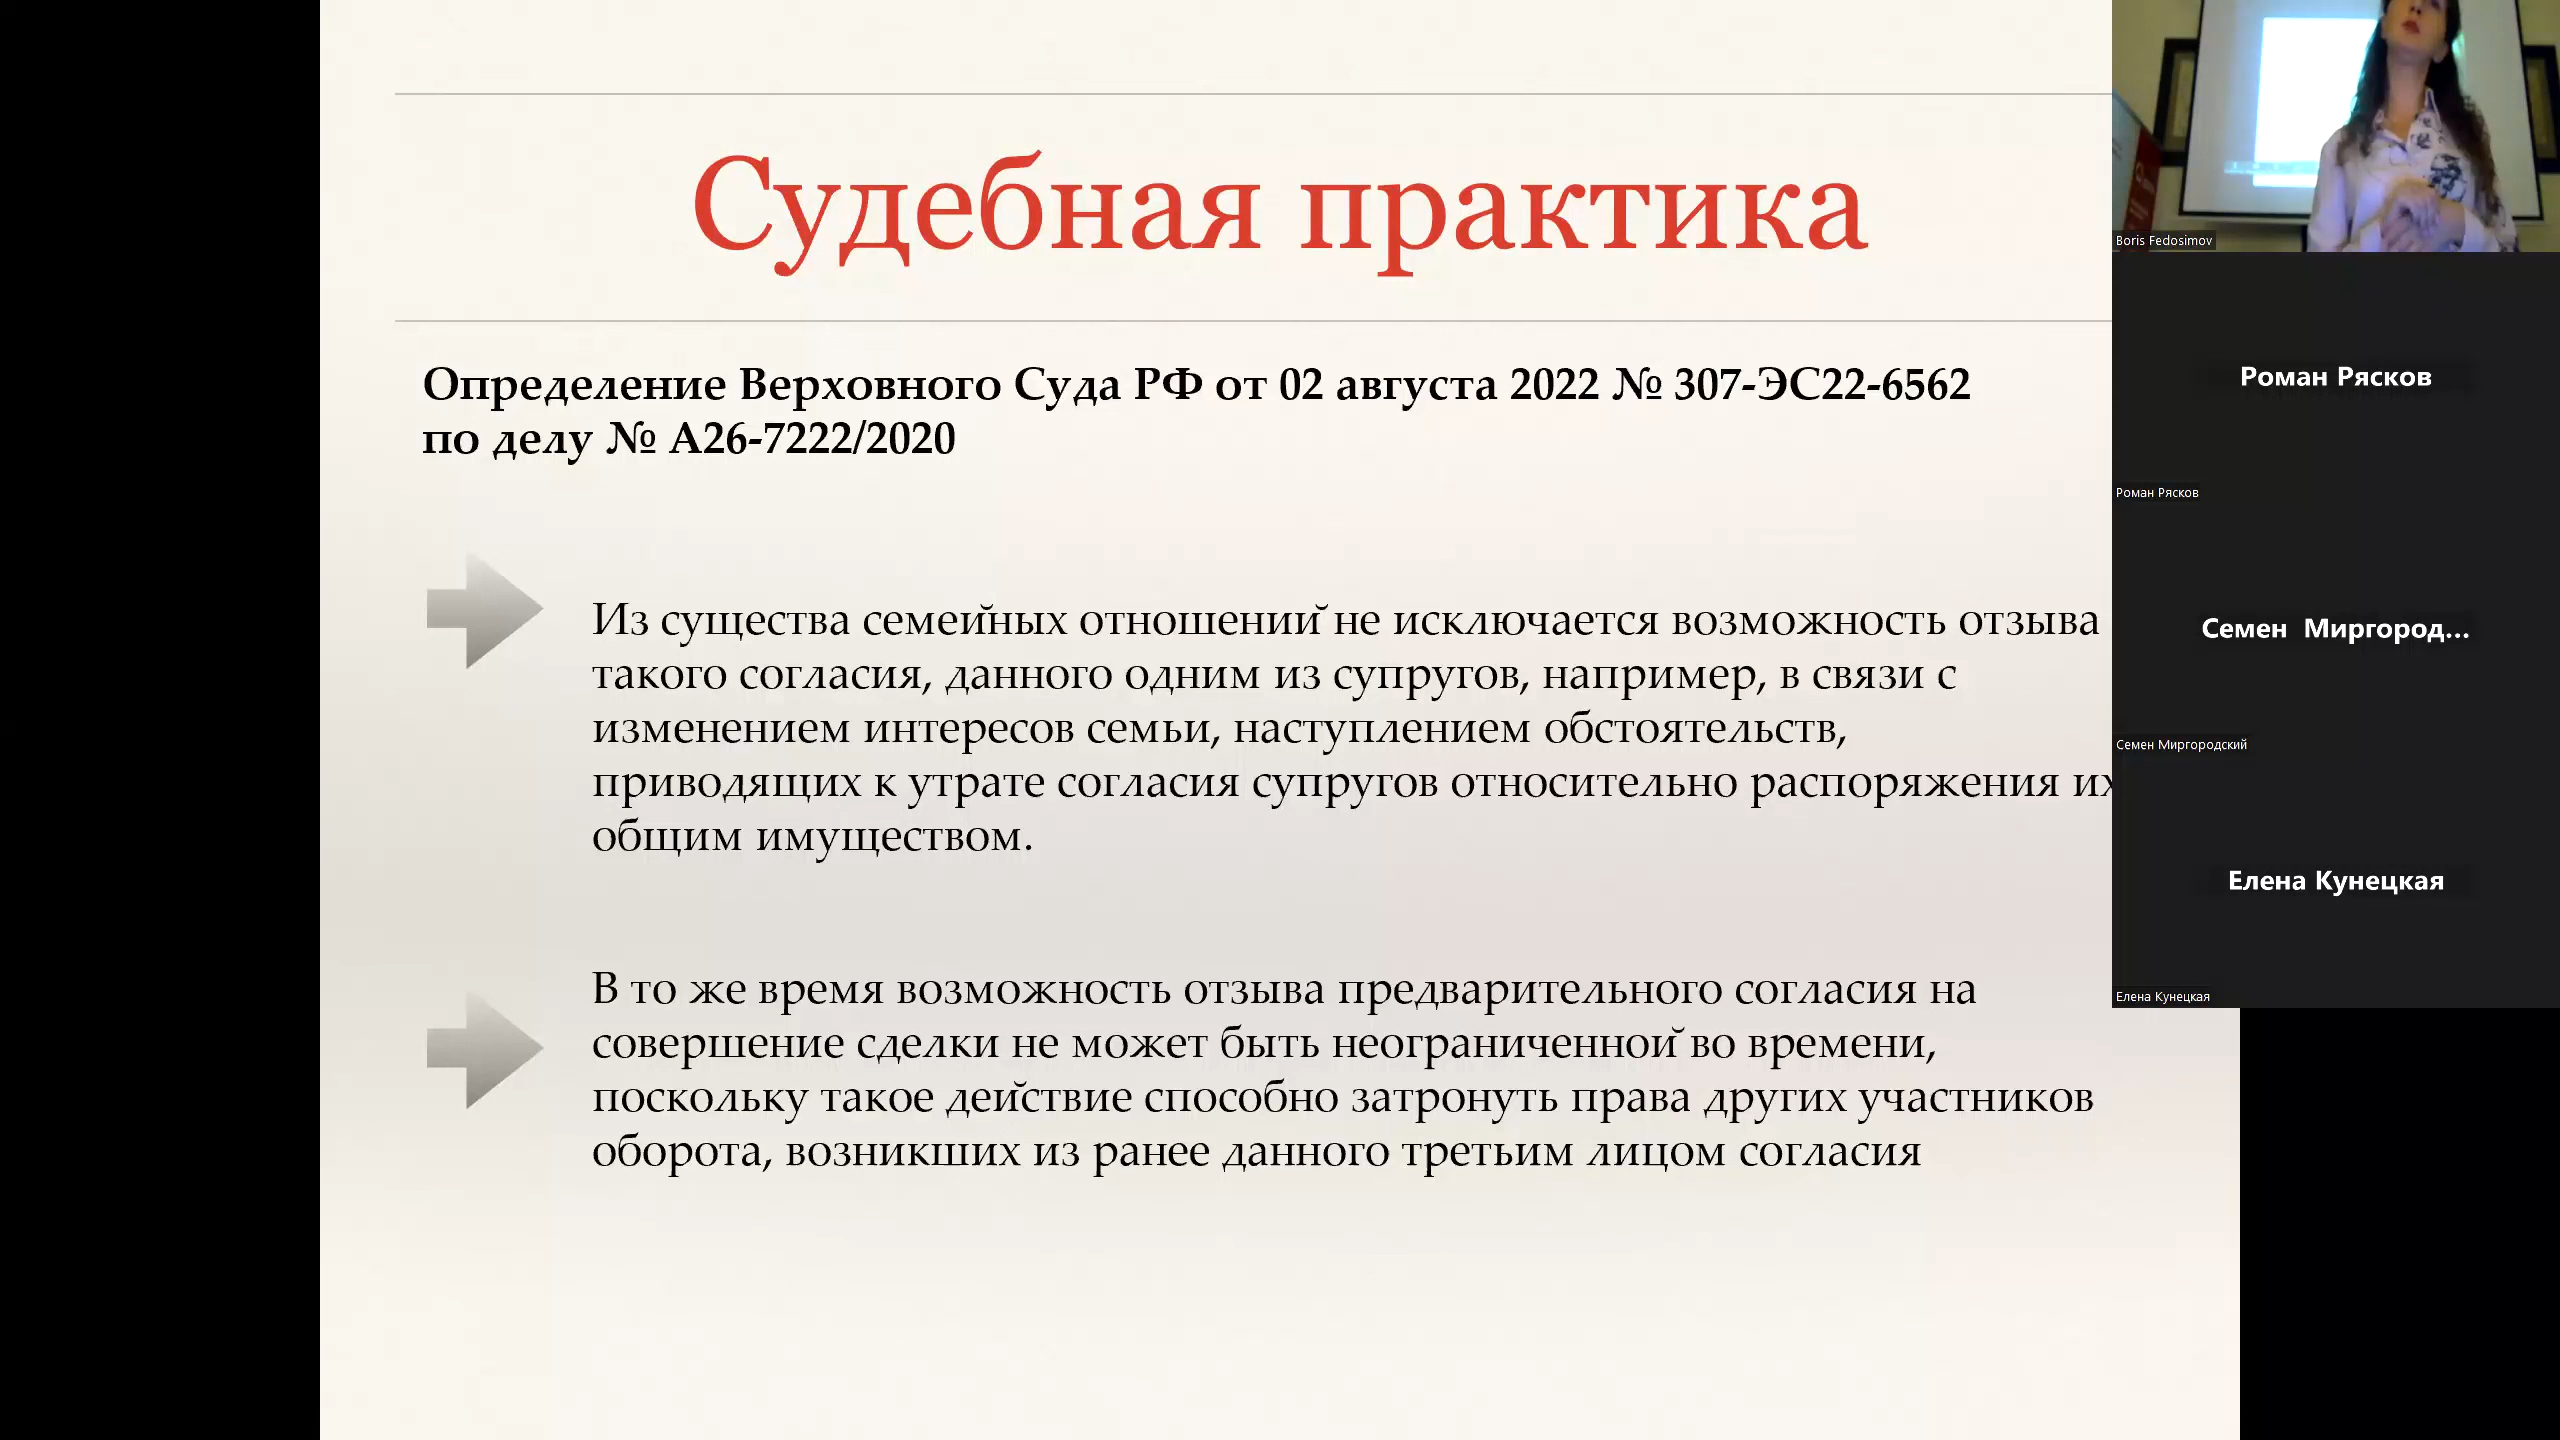 Судебная практика
Определение Верховного Суда РФ от 02 августа 2022 № 307-ЭС22-6562
по делу № А26-7222/2020
Из существа семейных отношений не исключается возможность отзыва
такого согласия, данного одним из супругов, например, в связи с
изменением интересов семьи, наступлением обстоятельств,
приводящих к утрате согласия супругов относительно распоряжения их
общим имуществом.
В то же время возможность отзыва предварительного согласия на
совершение сделки не может быть неограниченной во времени,
поскольку такое действие способно затронуть права других участников
оборота, возникших из ранее данного третьим лицом согласия
Boris Fedosimov
Роман Рясков
Роман Рясков
Семен Миргород...
Семен Миргородский
Елена Кунецкая
Елена Кунецкая